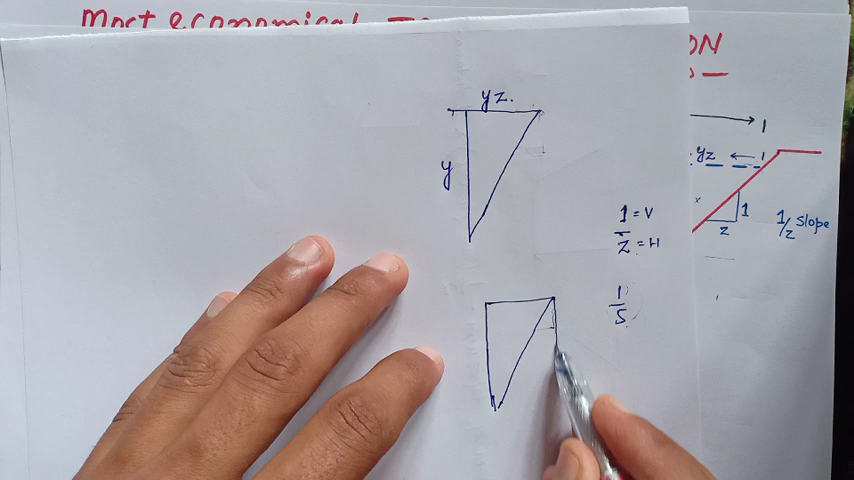 Most economical
ON
yz.
y
1 = V
z = H
1
5
1
yz
1
1
z
1/z slope